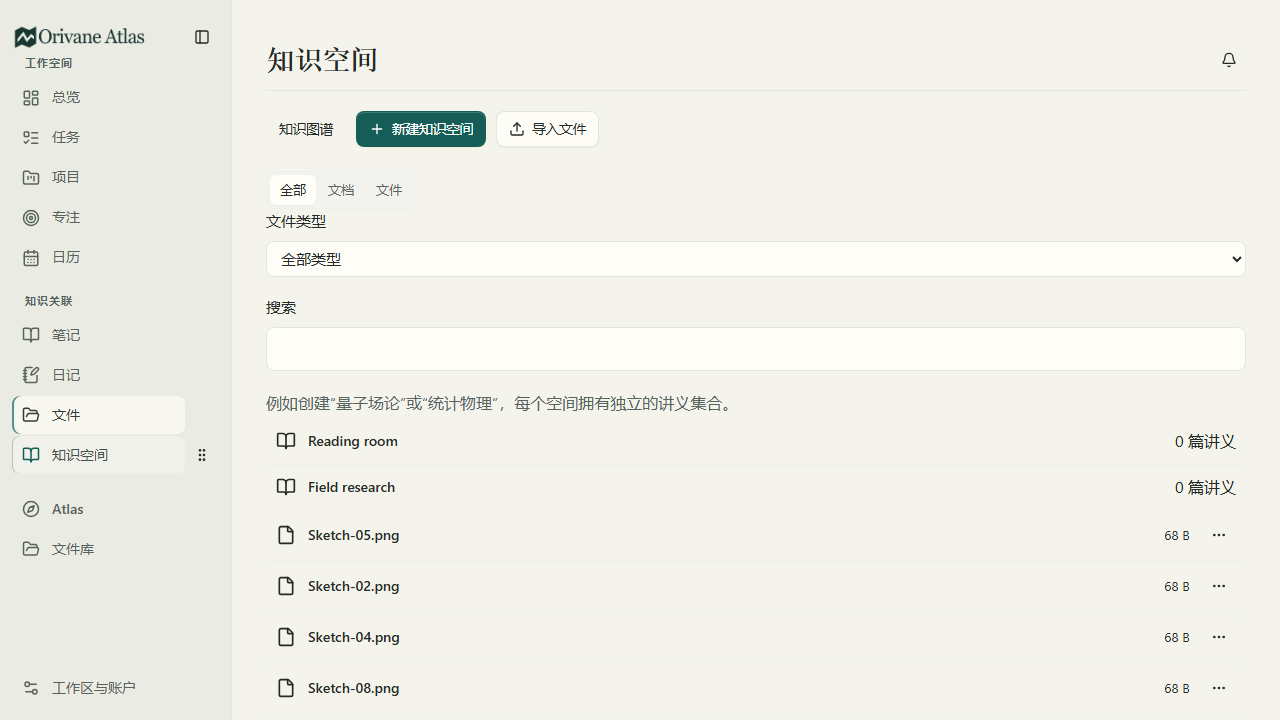 Orivane Atlas
工作空间
总览
任务
项目
专注
日历
知识关联
笔记
日记
文件
知识空间
Atlas
文件库
工作区与账户
知识空间
知识图谱
新建知识空间
导入文件
全部 文档 文件
文件类型
全部类型
搜索
例如创建“量子场论”或“统计物理”，每个空间拥有独立的讲义集合。
Reading room 0 篇讲义
Field research 0 篇讲义
Sketch-05.png 68 B
Sketch-02.png 68 B
Sketch-04.png 68 B
Sketch-08.png 68 B